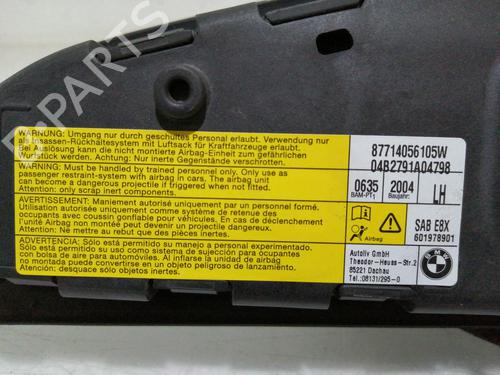 B-PARTS
WARNUNG: Umgang nur durch geschultes Personal erlaubt. Verwendung nur
als Insassen-Rückhaltesystem mit Luftsack für Kraftfahrzeuge erlaubt.
Bei Auslösung kann die nicht montierte Airbag-Einheit zum gefährlichen
Wurfstück werden. Achtung: Nur inerte Gegenstände verschrotten.
WARNING: Must be handled by trained personnel only. Only use as
passenger restraint-system with airbag for vehicles. The airbag unit
can become a dangerous projectile if triggered when not fitted.
Attention: Only scrap inert components.
AVERTISSEMENT: Maniement autorisé uniquement par du personnel formé.
Utilisation autorisée uniquement comme système de retenue des
occupants avec coussin gonflable pour véhicules. En cas de déclenchement
l'unité Airbag non montée peut devenir un projectile dangereux.
Attention: Ne mettre au rebut que des pièces inertes.
ADVERTENCIA: Sólo está permitido su manejo a personal experimentado.
Sólo está permitido su uso como sistema de sujeción para ocupantes
con bolsa de aire para automóviles. Al inflarse la unidad de airbag
no montada puede convertirse en un objeto peligroso de lanzamiento.
Atención: deséchense objetos sólo inertes.
87714056105W
04B2791A04798
0635
BAM-PT1
2004
Baujahr:
LH
Airbag
SAB E8X
601978901
Autoliv GmbH
Theodor-Heuss-Str.2
85221 Dachau
Tel.:08131/295-0
BMW